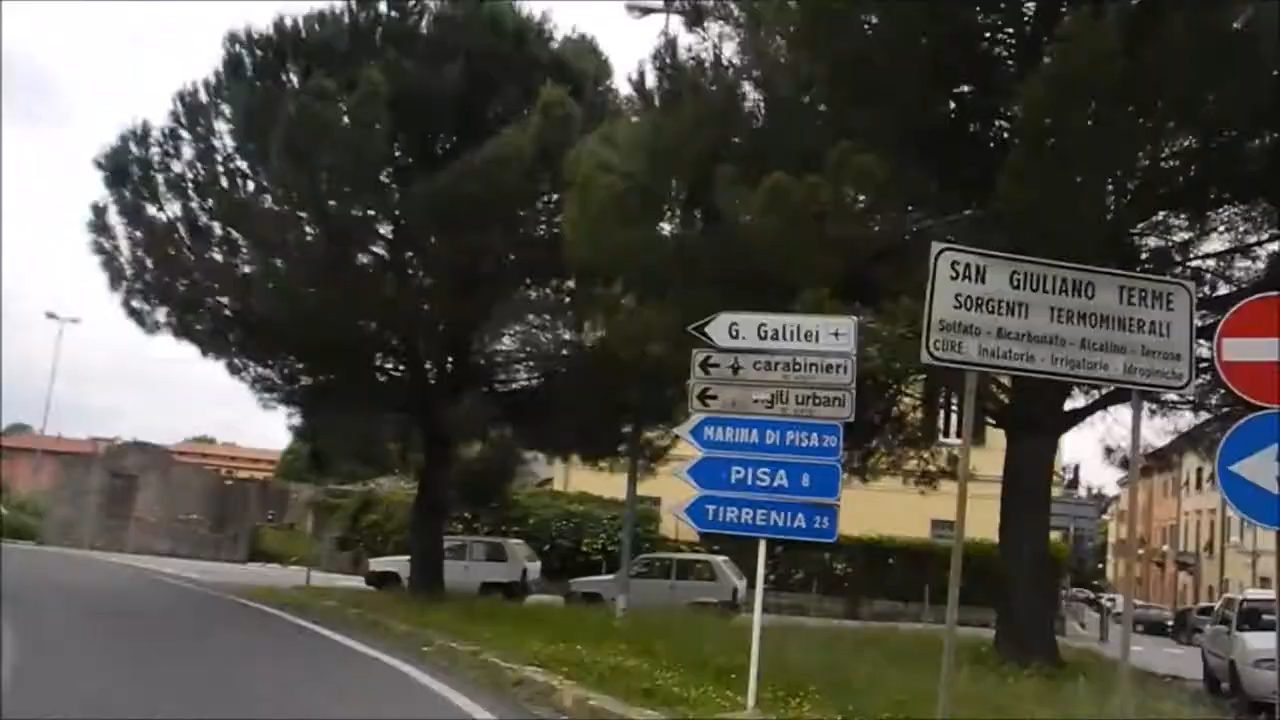 G. Galilei
carabinieri
urbani
MARINA DI PISA 20
PISA 8
TIRRENIA 25
SAN GIULIANO TERME
SORGENTI TERMOMINERALI
Solfato - Bicarbonato - Alcalino - Terrose
CURE: Inalatorie - Irrigatorie - Idropiniche